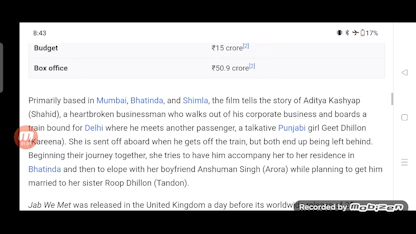 8:43
17%
Budget ₹15 crore[2]
Box office ₹50.9 crore[2]
Primarily based in Mumbai, Bhatinda, and Shimla, the film tells the story of Aditya Kashyap
(Shahid), a heartbroken businessman who walks out of his corporate business and boards a
train bound for Delhi where he meets another passenger, a talkative Punjabi girl Geet Dhillon
(Kareena). She is sent off aboard when he gets off the train, but both end up being left behind.
Beginning their journey together, she tries to have him accompany her to her residence in
Bhatinda and then to elope with her boyfriend Anshuman Singh (Arora) while planning to get him
married to her sister Roop Dhillon (Tandon).
Jab We Met was released in the United Kingdom a day before its worldw
Recorded by Mobizen